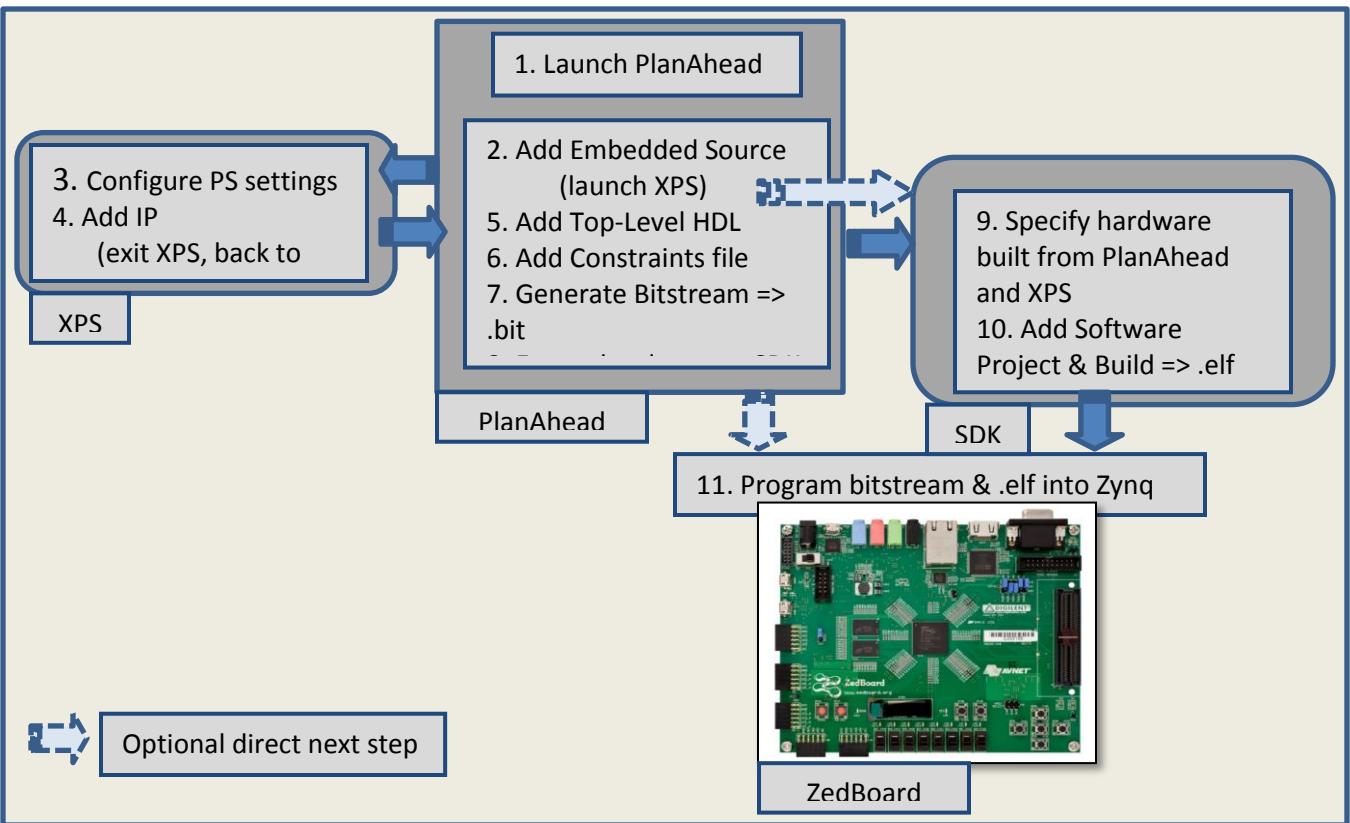 1. Launch PlanAhead
2. Add Embedded Source
(launch XPS)
5. Add Top-Level HDL
6. Add Constraints file
7. Generate Bitstream =>
.bit
3. Configure PS settings
4. Add IP
(exit XPS, back to
XPS
PlanAhead
9. Specify hardware
built from PlanAhead
and XPS
10. Add Software
Project & Build => .elf
SDK
11. Program bitstream & .elf into Zynq
DIGILENT
AVNET
ZedBoard
www.zedboard.org
ZedBoard
Optional direct next step